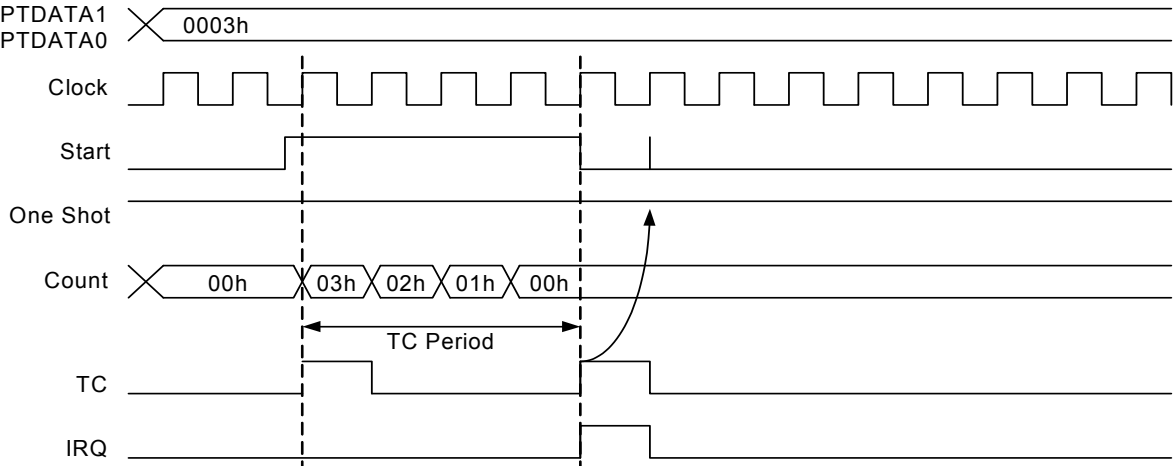 PTDATA1
PTDATA0
0003h
Clock
Start
One Shot
Count
00h
03h
02h
01h
00h
TC Period
TC
IRQ